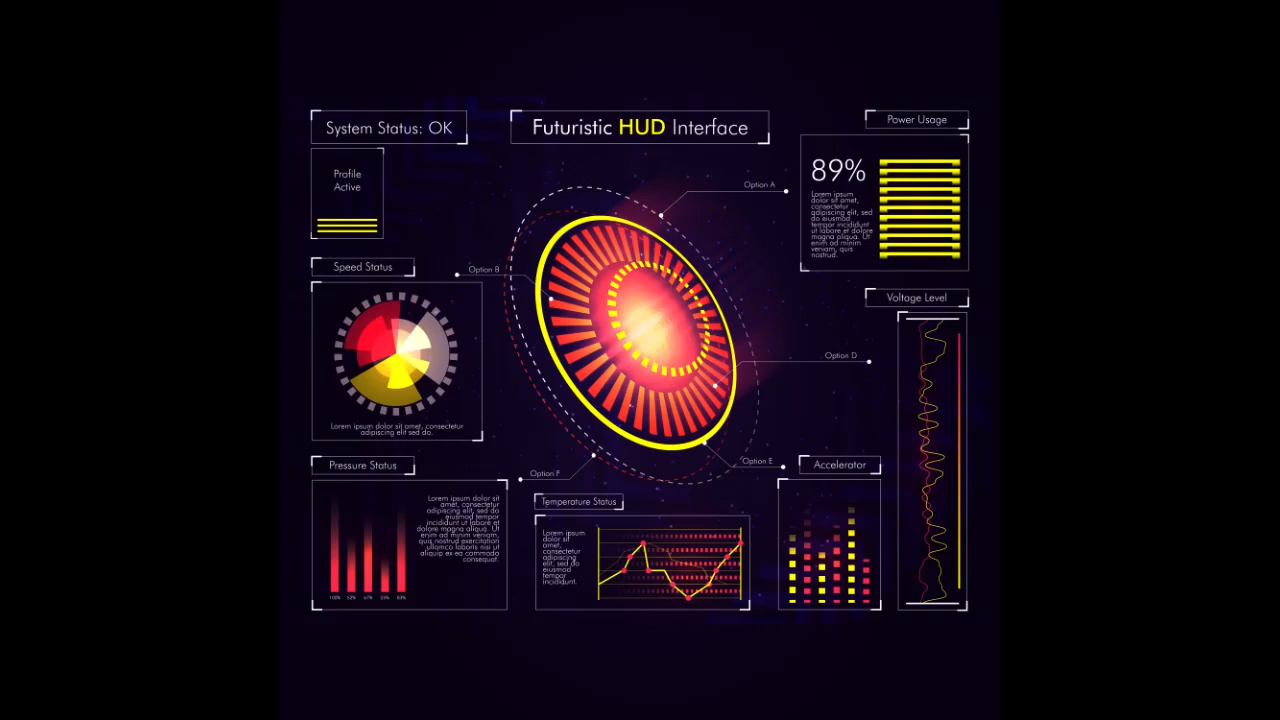 System Status: OK
Futuristic HUD Interface
Power Usage
Profile
Active
89%
Lorem ipsum
dolor sit amet,
consectetur
adipiscing elit, sed
do eiusmod
tempor incididunt
ut labore et dolore
magna aliqua. Ut
enim ad minim
veniam, quis
nostrud.
Option A
Option B
Speed Status
Voltage Level
Option D
Lorem ipsum dolor sit amet, consectetur
adipiscing elit sed do.
Pressure Status
Option E
Option F
Accelerator
Temperature Status
Lorem ipsum dolor sit
amet, consectetur
adipiscing elit, sed do
eiusmod tempor
incididunt ut labore et
dolore magna aliqua. Ut
enim ad minim veniam,
quis nostrud exercitation
ullamco laboris nisi ut
aliquip ex ea commodo
consequat.
100%
52%
67%
25%
83%
Lorem ipsum
dolor sit
amet,
consectetur
adipiscing
elit, sed do
eiusmod
tempor
incididunt.